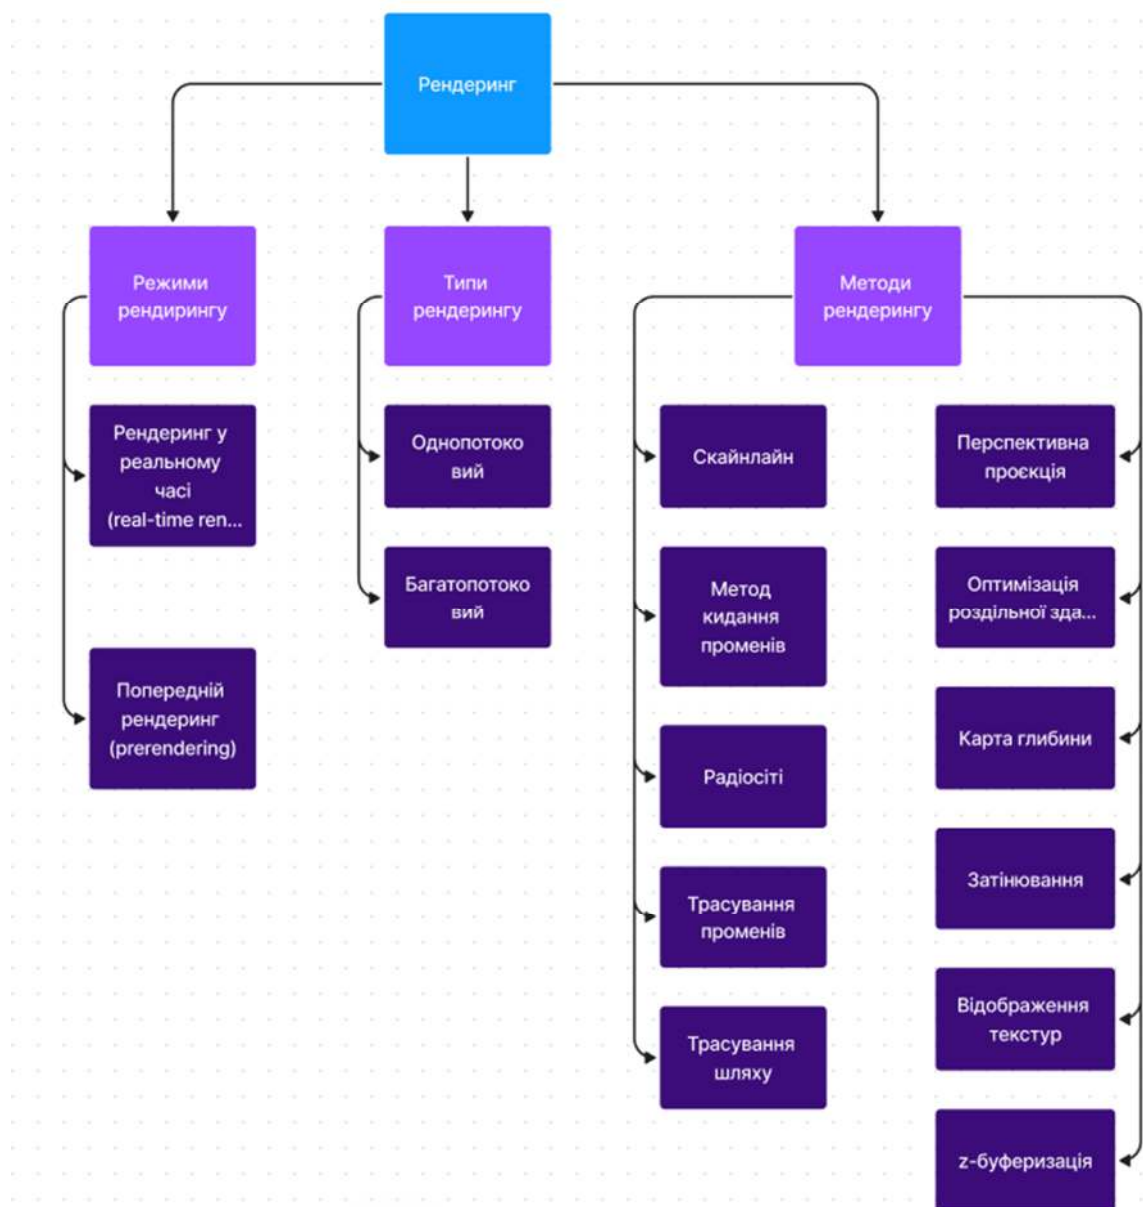 Рендеринг
Режими
рендирингу
Типи
рендерингу
Методи
рендерингу
Рендеринг у
реальному
часі
(real-time ren...
Попередній
рендеринг
(prerendering)
Однопотоко
вий
Багатопотоко
вий
Скайнлайн
Метод
кидання
променів
Радіосіті
Трасування
променів
Трасування
шляху
Перспективна
проєкція
Оптимізація
роздільної зда...
Карта глибини
Затінювання
Відображення
текстур
z-буферизація